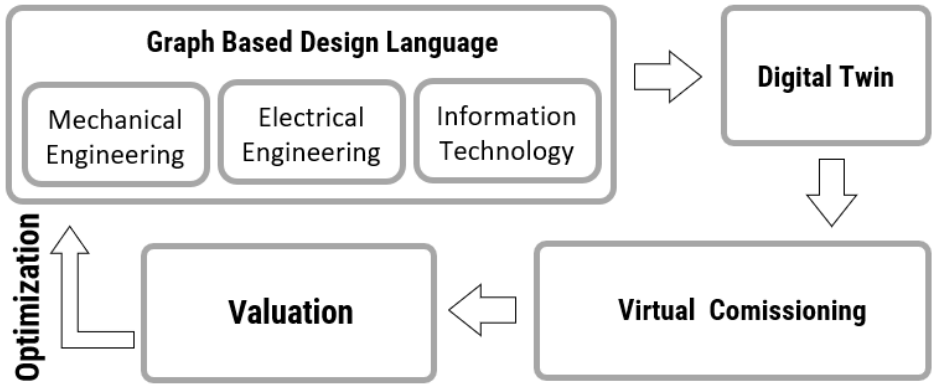 Graph Based Design Language
Mechanical
Engineering
Electrical
Engineering
Information
Technology
Digital Twin
Virtual Comissioning
Valuation
Optimization